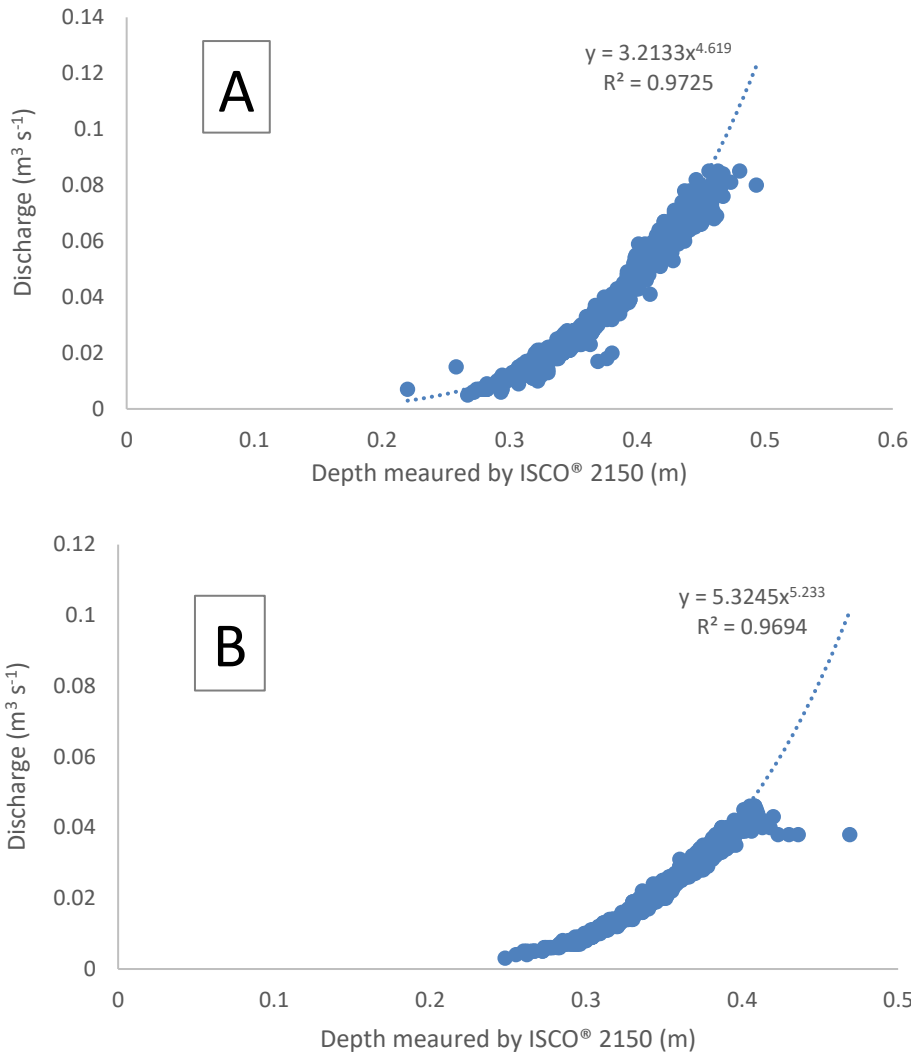 0.14
y = 3.2133x^4.619
R² = 0.9725
0.12
A
0.1
Discharge (m³ s⁻¹)
0.08
0.06
0.04
0.02
0
0 0.1 0.2 0.3 0.4 0.5 0.6
Depth meaured by ISCO® 2150 (m)
0.12
y = 5.3245x^5.233
R² = 0.9694
0.1
B
0.08
Discharge (m³ s⁻¹)
0.06
0.04
0.02
0
0 0.1 0.2 0.3 0.4 0.5
Depth meaured by ISCO® 2150 (m)